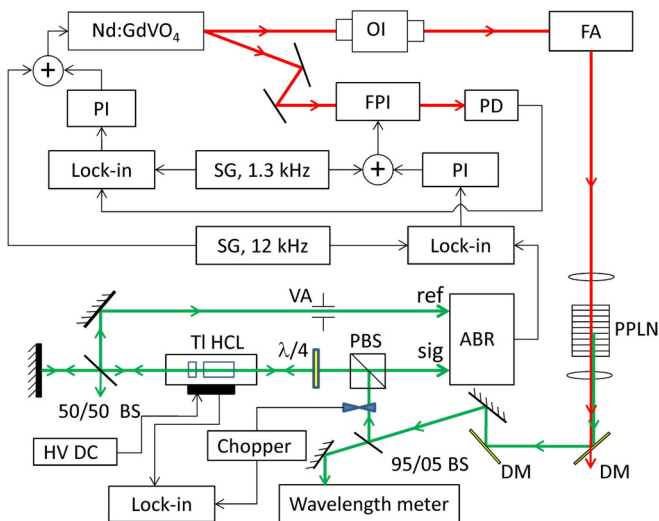 Nd:GdVO₄
OI
FA
+
PI
FPI
PD
Lock-in
SG, 1.3 kHz
+
PI
SG, 12 kHz
Lock-in
VA
ref
PPLN
Tl HCL
λ/4
PBS
sig
ABR
50/50 BS
HV DC
Chopper
95/05 BS
DM
DM
Lock-in
Wavelength meter